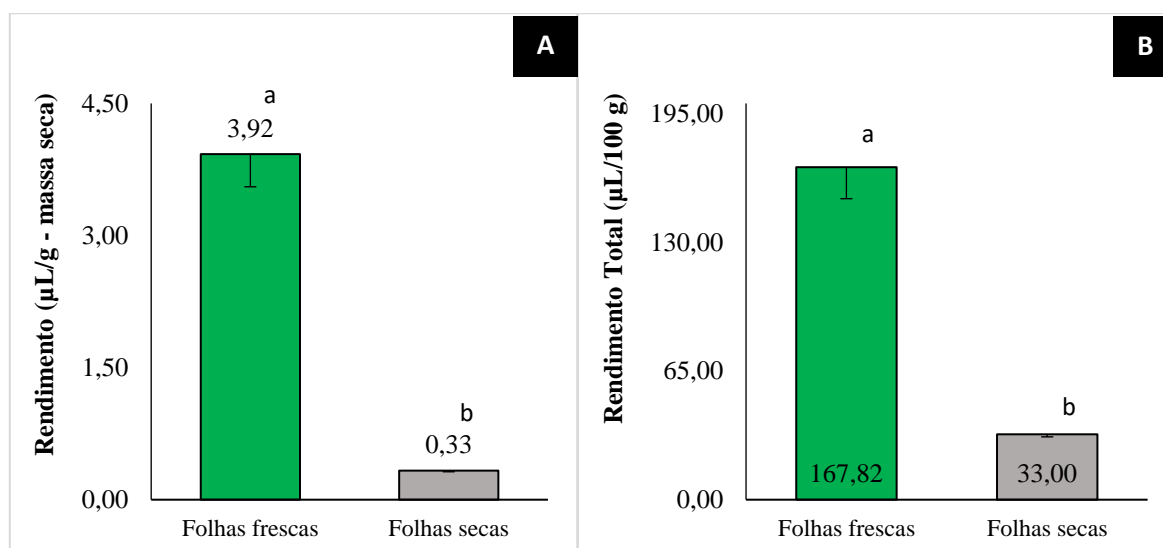 A
Rendimento (µL/g - massa seca)
4,50
3,00
1,50
0,00
a
3,92
b
0,33
Folhas frescas
Folhas secas
B
Rendimento Total (µL/100 g)
195,00
130,00
65,00
0,00
a
167,82
b
33,00
Folhas frescas
Folhas secas